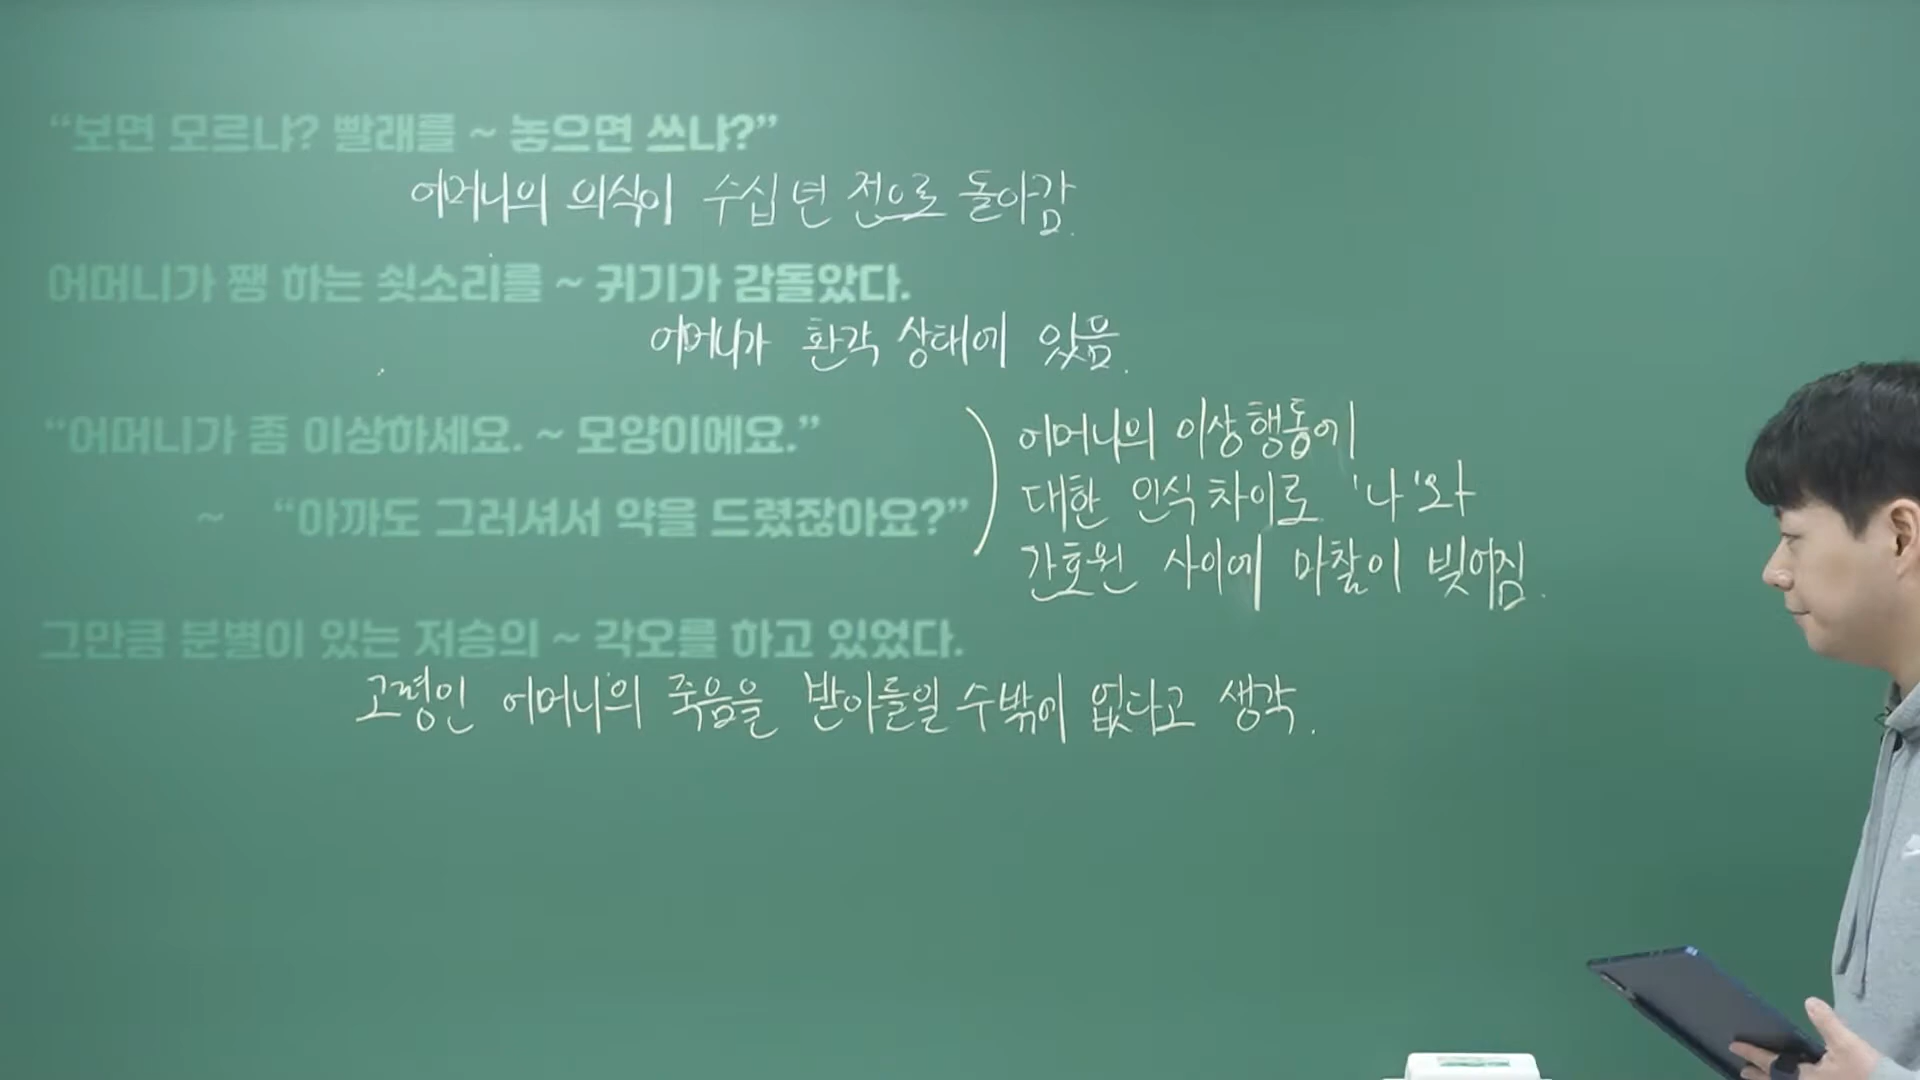 “보면 모르냐? 빨래를 ~ 놓으면 쓰냐?”
어머니의 의식이 수십 년 전으로 돌아감.
어머니가 쨍 하는 쇳소리를 ~ 귀기가 감돌았다.
어머니가 환각 상태에 있음.
“어머니가 좀 이상하세요. ~ 모양이에요.”
~ “아까도 그러셔서 약을 드렸잖아요?”
어머니의 이상행동에
대한 인식 차이로 '나'와
간호원 사이에 마찰이 빚어짐.
그만큼 분별이 있는 저승의 ~ 각오를 하고 있었다.
고령인 어머니의 죽음을 받아들일 수밖에 없다고 생각.